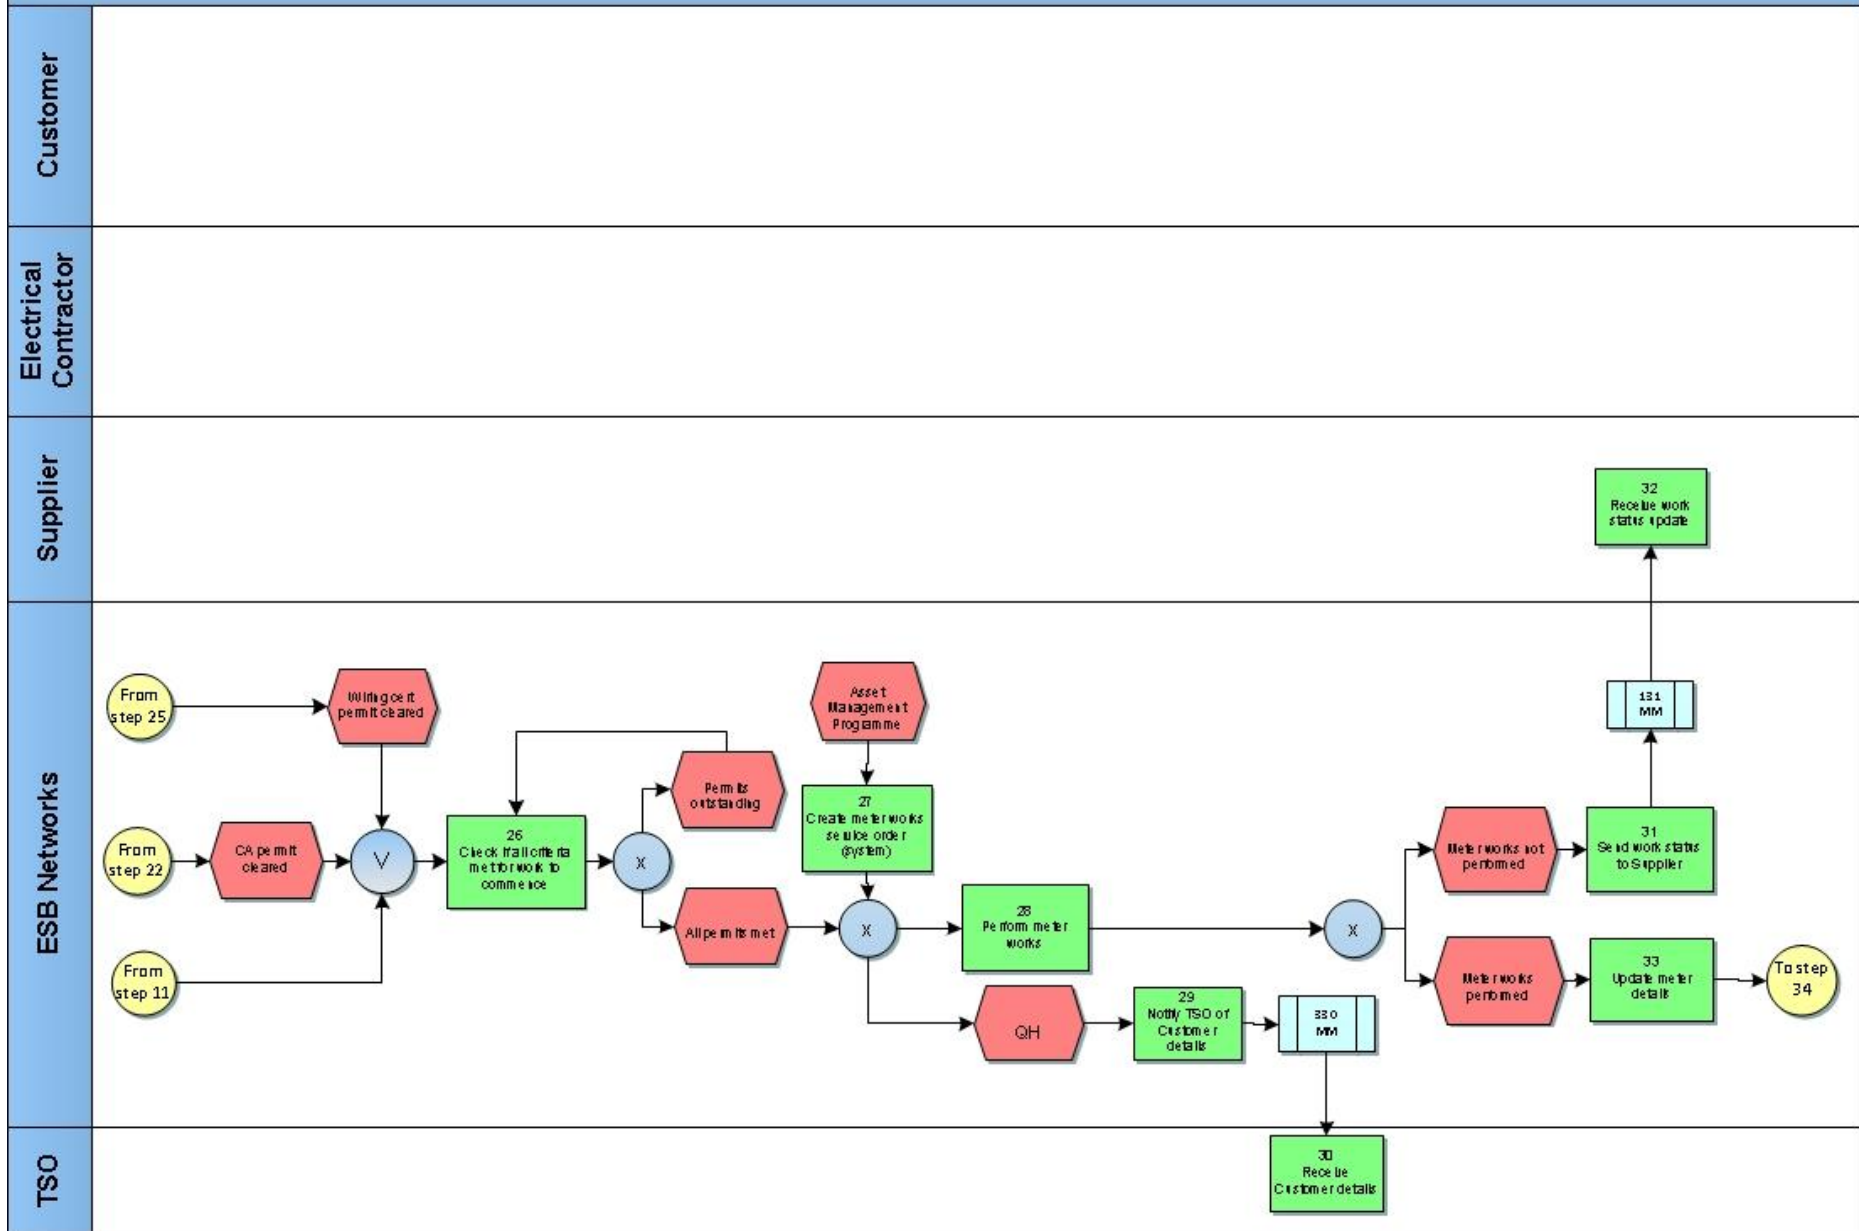 Customer
Electrical
Contractor
Supplier
32
Receive work
status update
ESB Networks
From
step 25
Wiring cert
permit cleared
From
step 22
CA permit
cleared
From
step 11
V
26
Check if all criteria
met for work to
commence
X
Permits
outstanding
All permits met
Asset
Management
Programme
27
Create meter works
service order
(system)
X
28
Perform meter
works
QH
29
Notify TSO of
Customer
details
330
MM
X
Meter works not
performed
Meter works
performed
131
MM
31
Send work status
to Supplier
33
Update meter
details
To step
34
TSO
30
Receive
Customer details